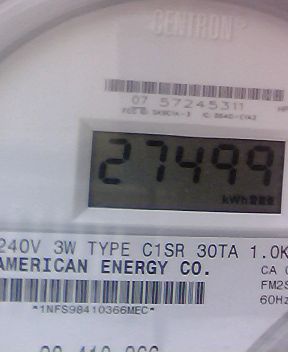 CENTRON®
07 57245311
27499
kWh
240V 3W TYPE C1SR 30TA 1.0K
AMERICAN ENERGY CO.
CA
FM2S
60Hz
*1NFS98410366MEC*